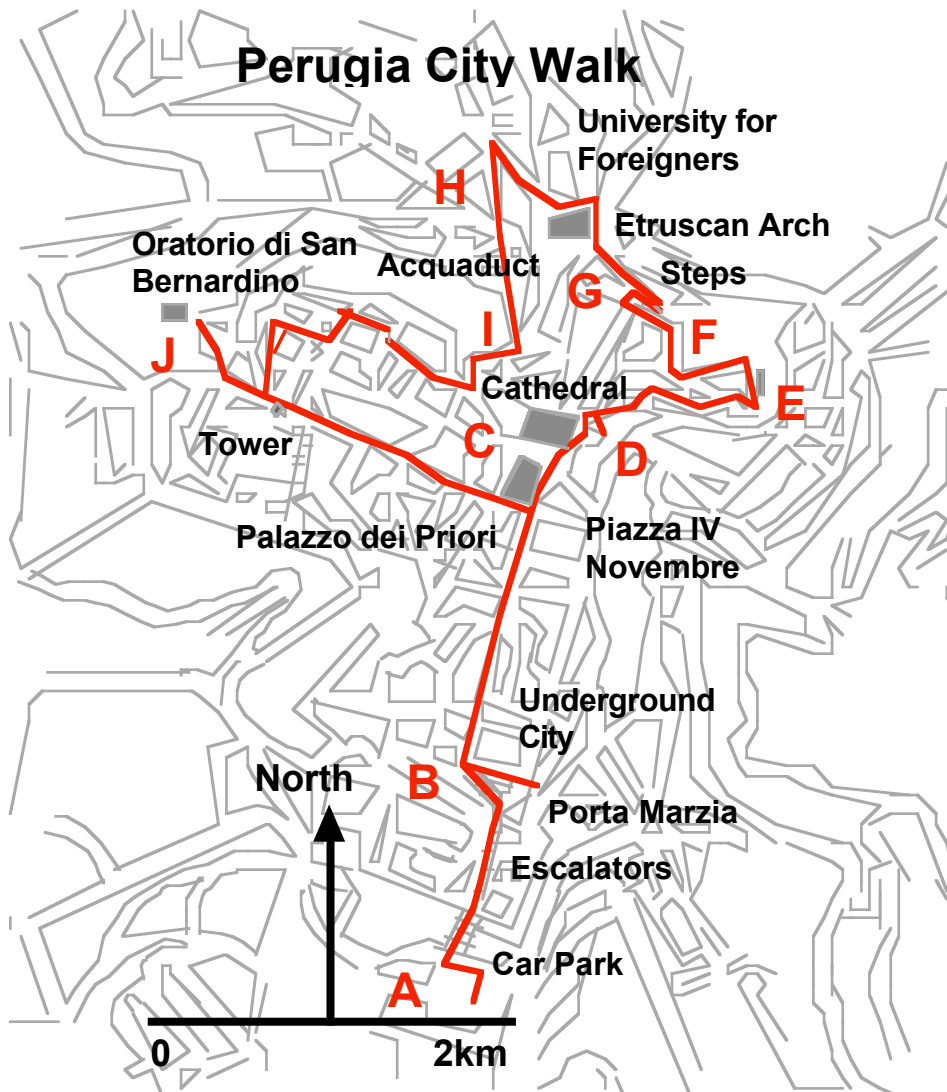 Perugia City Walk
University for
Foreigners
H
Etruscan Arch
Oratorio di San
Bernardino
Acquaduct
Steps
G
F
I
J
Cathedral
E
Tower
C
D
Palazzo dei Priori
Piazza IV
Novembre
Underground
City
B
North
Porta Marzia
Escalators
Car Park
A
0
2km